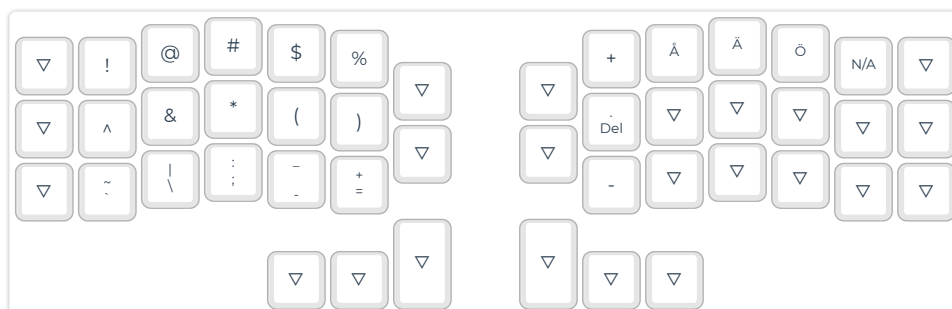 ! @ # $ % + Å Ä Ö N/A
^ & * ( ) . Del
~ ` | \ : ; _ - + = -